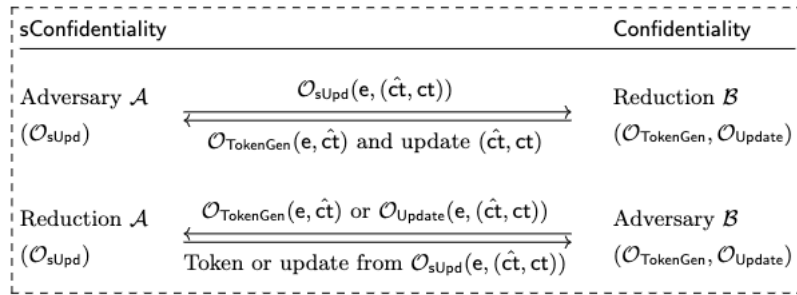 sConfidentiality Confidentiality
Adversary 𝒜 𝒪sUpd(e, (ĉt, ct)) Reduction ℬ
(𝒪sUpd) 𝒪TokenGen(e, ĉt) and update (ĉt, ct) (𝒪TokenGen, 𝒪Update)
Reduction 𝒜 𝒪TokenGen(e, ĉt) or 𝒪Update(e, (ĉt, ct)) Adversary ℬ
(𝒪sUpd) Token or update from 𝒪sUpd(e, (ĉt, ct)) (𝒪TokenGen, 𝒪Update)